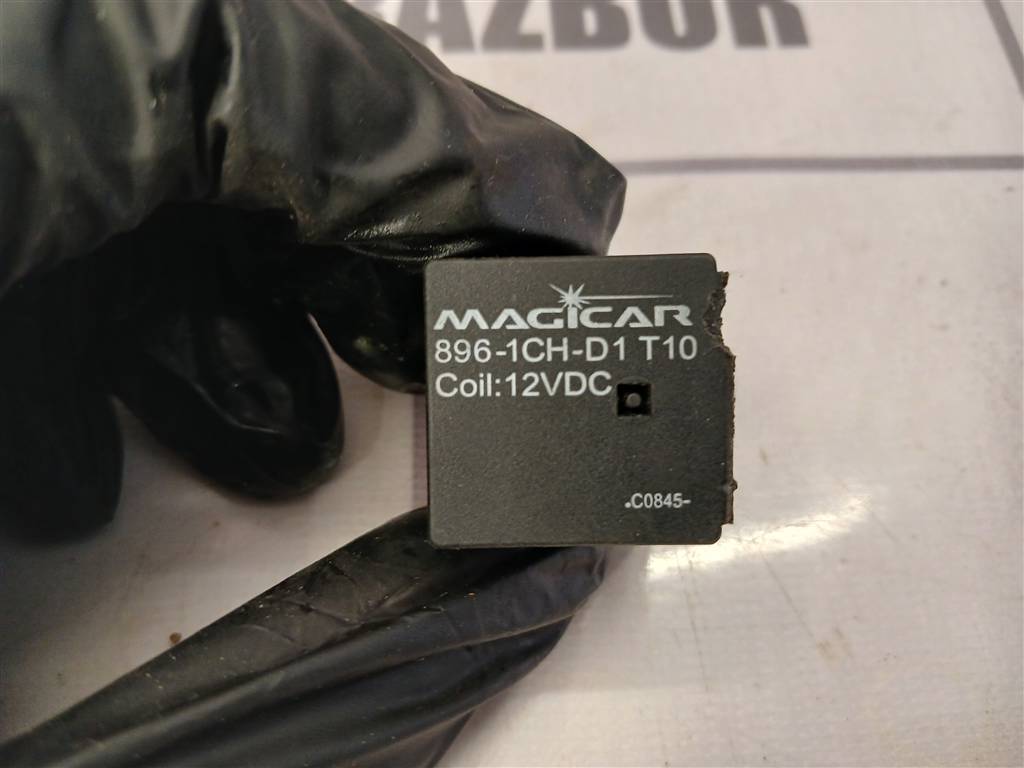 RAZBOR
MAGICAR
896-1CH-D1 T10
Coil:12VDC
.C0845-